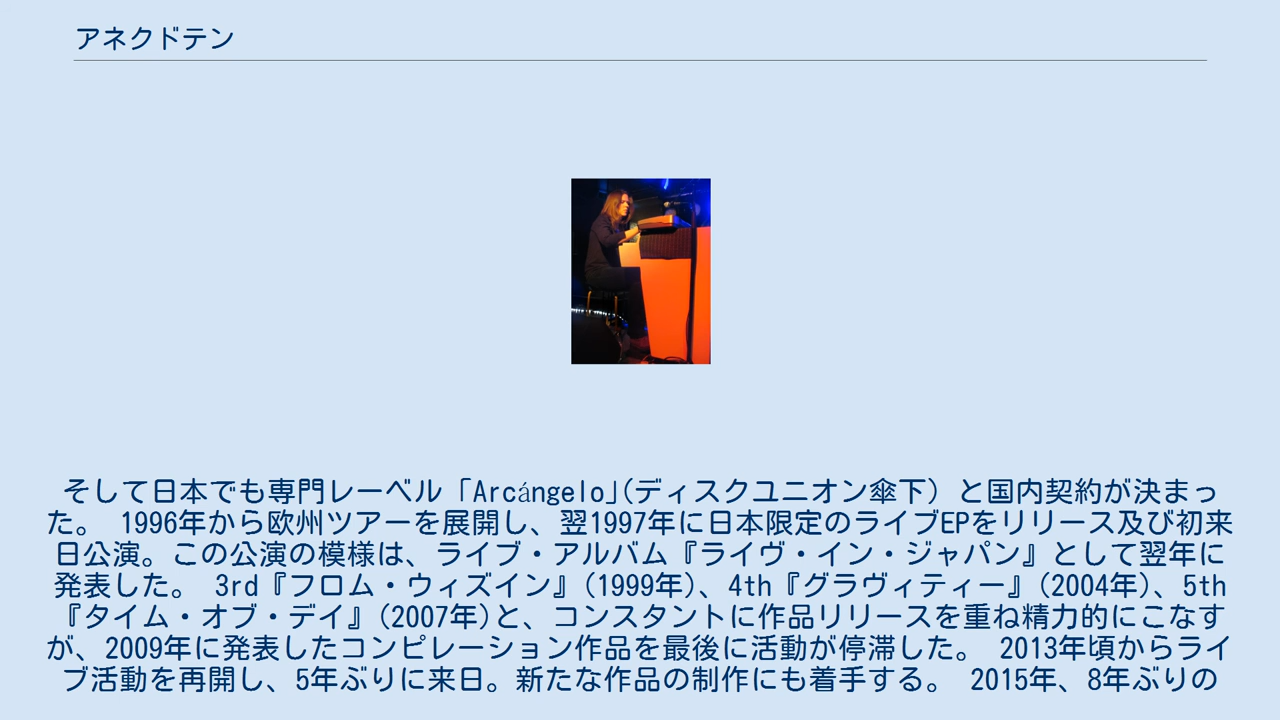 アネクドテン
そして日本でも専門レーベル「Arcángelo」(ディスクユニオン傘下) と国内契約が決まっ
た。 1996年から欧州ツアーを展開し、翌1997年に日本限定のライブEPをリリース及び初来
日公演。この公演の模様は、ライブ・アルバム『ライヴ・イン・ジャパン』として翌年に
発表した。 3rd『フロム・ウィズイン』(1999年)、4th『グラヴィティー』(2004年)、5th
『タイム・オブ・デイ』(2007年)と、コンスタントに作品リリースを重ね精力的にこなす
が、2009年に発表したコンピレーション作品を最後に活動が停滞した。 2013年頃からライ
ブ活動を再開し、5年ぶりに来日。新たな作品の制作にも着手する。 2015年、8年ぶりの